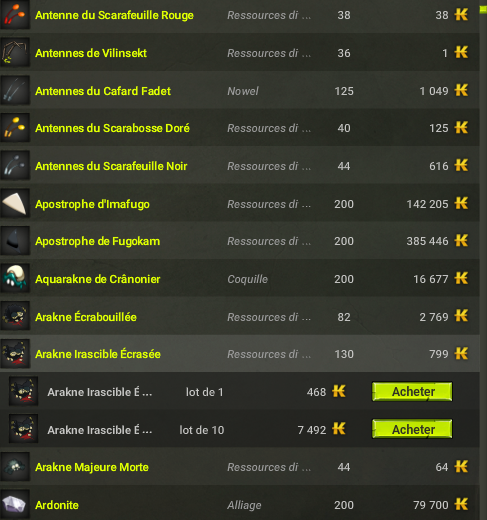 Antenne du Scarafeuille Rouge Ressources di ... 38 38
Antennes de Vilinsekt Ressources di ... 36 1
Antennes du Cafard Fadet Nowel 125 1 049
Antennes du Scarabosse Doré Ressources di ... 40 125
Antennes du Scarafeuille Noir Ressources di ... 44 616
Apostrophe d'Imafugo Ressources di ... 200 142 205
Apostrophe de Fugokam Ressources di ... 200 385 446
Aquarakne de Crânonier Coquille 200 16 677
Arakne Écrabouillée Ressources di ... 82 2 769
Arakne Irascible Écrasée Ressources di ... 130 799
Arakne Irascible É ... lot de 1 468 Acheter
Arakne Irascible É ... lot de 10 7 492 Acheter
Arakne Majeure Morte Ressources di ... 44 64
Ardonite Alliage 200 79 700